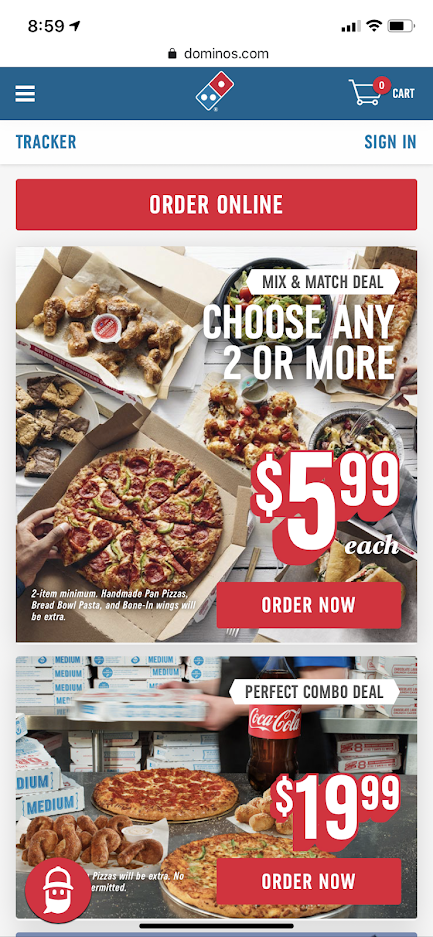 8:59
dominos.com
0
CART
TRACKER
SIGN IN
ORDER ONLINE
MIX & MATCH DEAL
CHOOSE ANY
2 OR MORE
$5.99
each
2-item minimum. Handmade Pan Pizzas,
Bread Bowl Pasta, and Bone-In wings will
be extra.
ORDER NOW
MEDIUM
MEDIUM
MEDIUM
MEDIUM
PERFECT COMBO DEAL
Coca-Cola
MEDIUM
$19.99
Pizzas will be extra. No
ORDER NOW